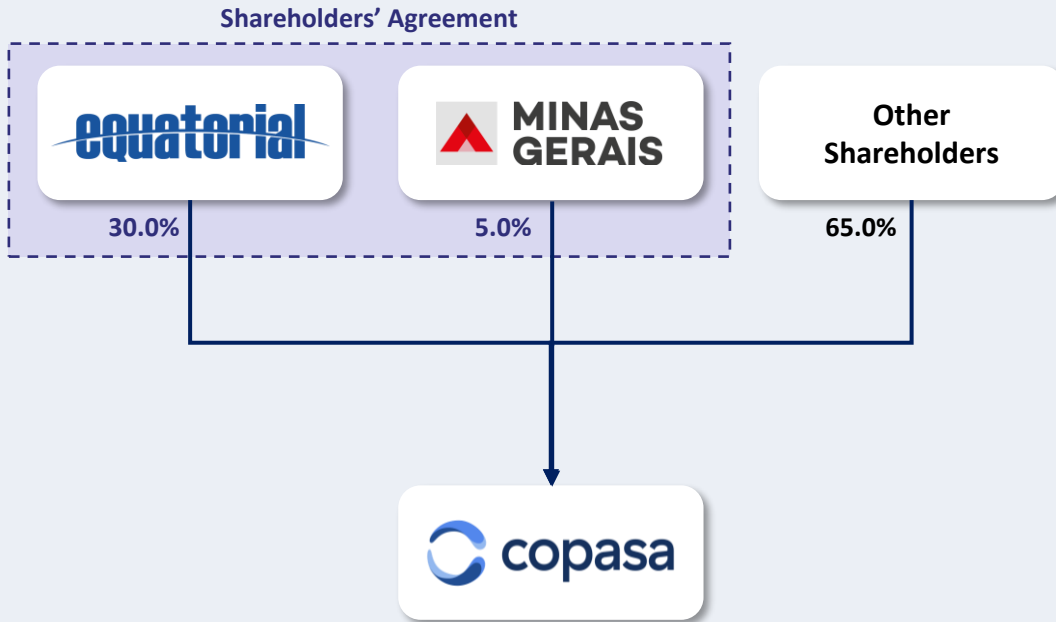 Shareholders’ Agreement
equatorial
MINAS
GERAIS
Other
Shareholders
30.0%
5.0%
65.0%
copasa